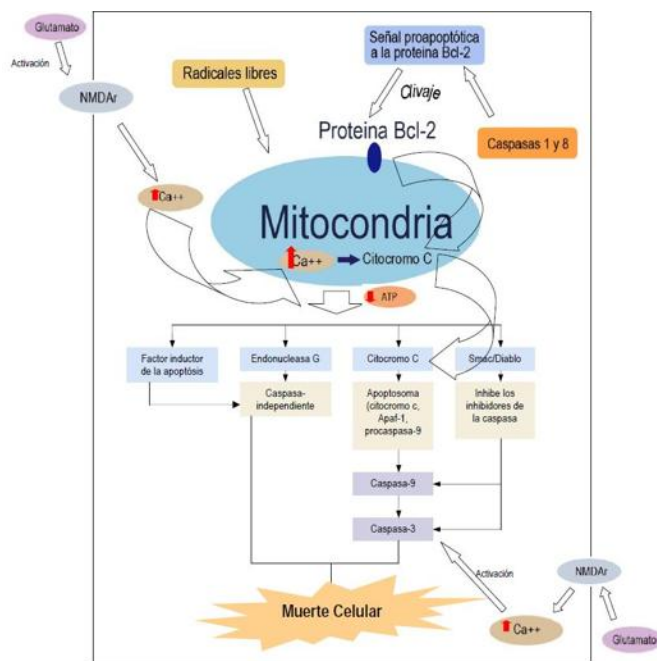 Glutamato
Activación
NMDAr
Ca++
Radicales libres
Señal proapoptótica
a la proteina Bcl-2
Clivaje
Proteina Bcl-2
Caspasas 1 y 8
Mitocondria
Ca++
Citocromo C
ATP
Factor inductor
de la apoptósis
Endonucleasa G
Citocromo C
Smac/Diablo
Caspasa-
independiente
Apoptosoma
(citocromo c,
Apaf-1,
procaspasa-9
Inhibe los
inhibidores de
la caspasa
Caspasa-9
Caspasa-3
Muerte Celular
Activación
NMDAr
Ca++
Glutamato